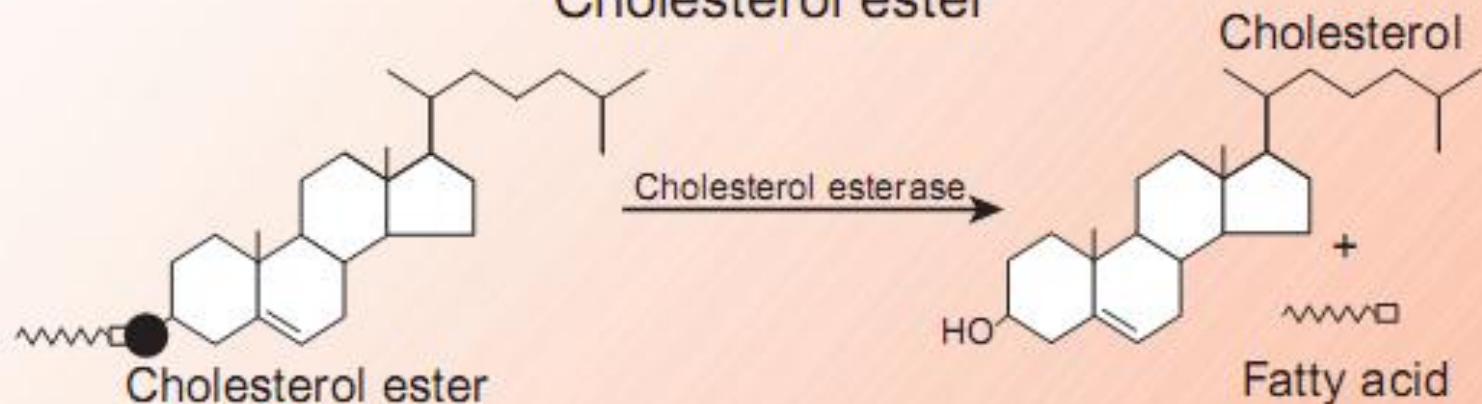 Cholesterol ester
Cholesterol
Cholesterol esterase
+
HO
Cholesterol ester
Fatty acid